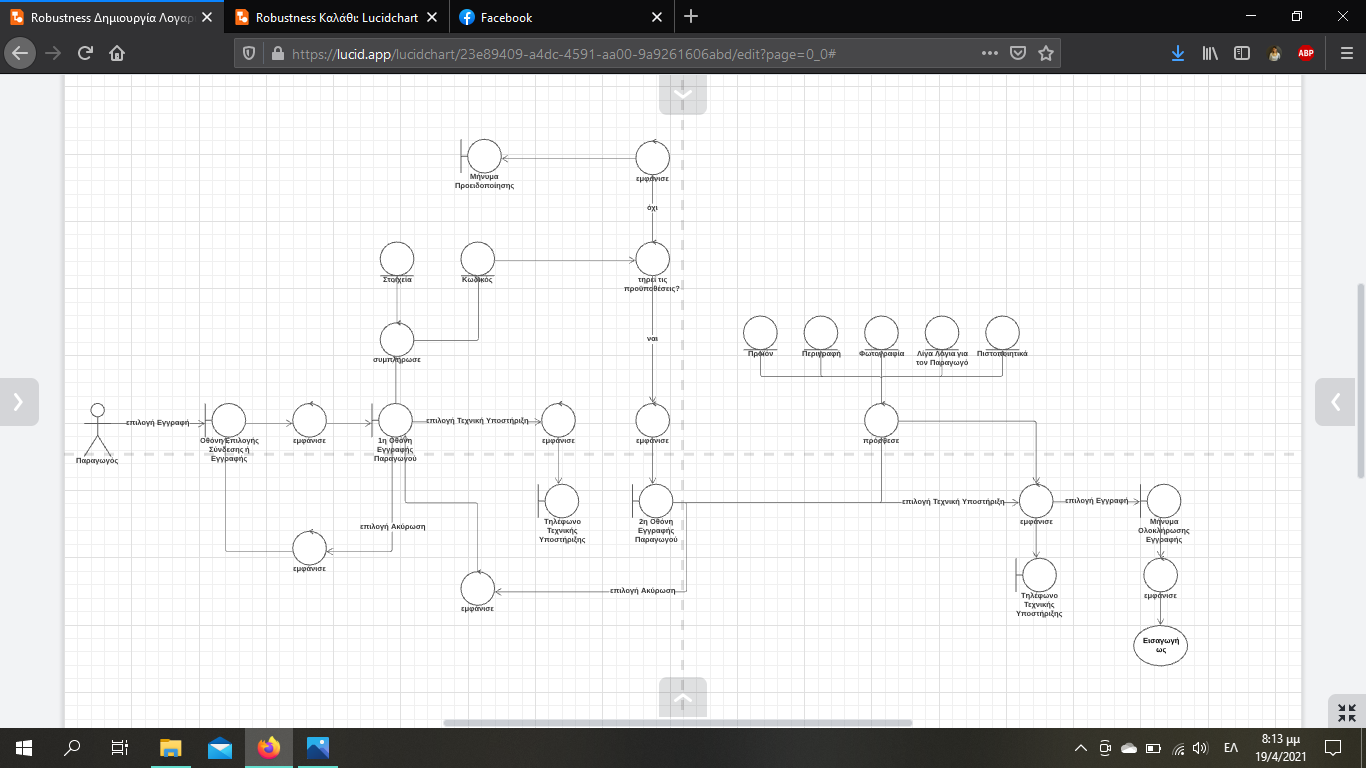 Robustness Δημιουργία Λογαρ
Robustness Καλάθι: Lucidchart
Facebook
https://lucid.app/lucidchart/23e89409-a4dc-4591-aa00-9a9261606abd/edit?page=0_0#
ABP
Μήνυμα
Προειδοποίησης
εμφάνισε
όχι
Στοιχεία
Κωδικός
τηρεί τις
προϋποθέσεις?
συμπλήρωσε
ναι
Προϊόν
Περιγραφή
Φωτογραφία
Λίγα Λόγια για
τον Παραγωγό
Πιστοποιητικά
Παραγωγός
επιλογή Εγγραφή
Οθόνη Επιλογής
Σύνδεσης ή
Εγγραφής
εμφάνισε
1η Οθόνη
Εγγραφής
Παραγωγού
επιλογή Τεχνική Υποστήριξη
εμφάνισε
εμφάνισε
πρόσθεσε
επιλογή Ακύρωση
εμφάνισε
Τηλέφωνο
Τεχνικής
Υποστήριξης
2η Οθόνη
Εγγραφής
Παραγωγού
επιλογή Τεχνική Υποστήριξη
εμφάνισε
επιλογή Εγγραφή
Μήνυμα
Ολοκλήρωσης
Εγγραφής
εμφάνισε
επιλογή Ακύρωση
Τηλέφωνο
Τεχνικής
Υποστήριξης
εμφάνισε
Εισαγωγή
ως
ΕΛ
8:13 μμ
19/4/2021